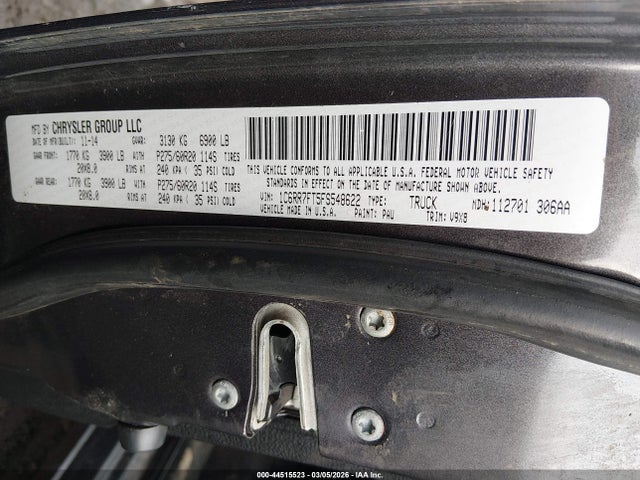 MFD BY CHRYSLER GROUP LLC
DATE OF MFR(BUILT): 11-14 GVWR: 3130 KG 6900 LB
GAWR FRONT: 1770 KG 3900 LB WITH P275/60R20 114S TIRES
20X8.0 RIMS AT 240 KPA ( 35 PSI) COLD
GAWR REAR: 1770 KG 3900 LB WITH P275/60R20 114S TIRES
20X8.0 RIMS AT 240 KPA ( 35 PSI) COLD
THIS VEHICLE CONFORMS TO ALL APPLICABLE U.S.A. FEDERAL MOTOR VEHICLE SAFETY
STANDARDS IN EFFECT ON THE DATE OF MANUFACTURE SHOWN ABOVE.
VIN: 1C6RR7FT5FS548622 TYPE: TRUCK MDH: 112701 306AA
VEHICLE MADE IN U.S.A. PAINT: PAU TRIM: V9X8
000-44515523 | 03/05/2026 | IAA Inc.